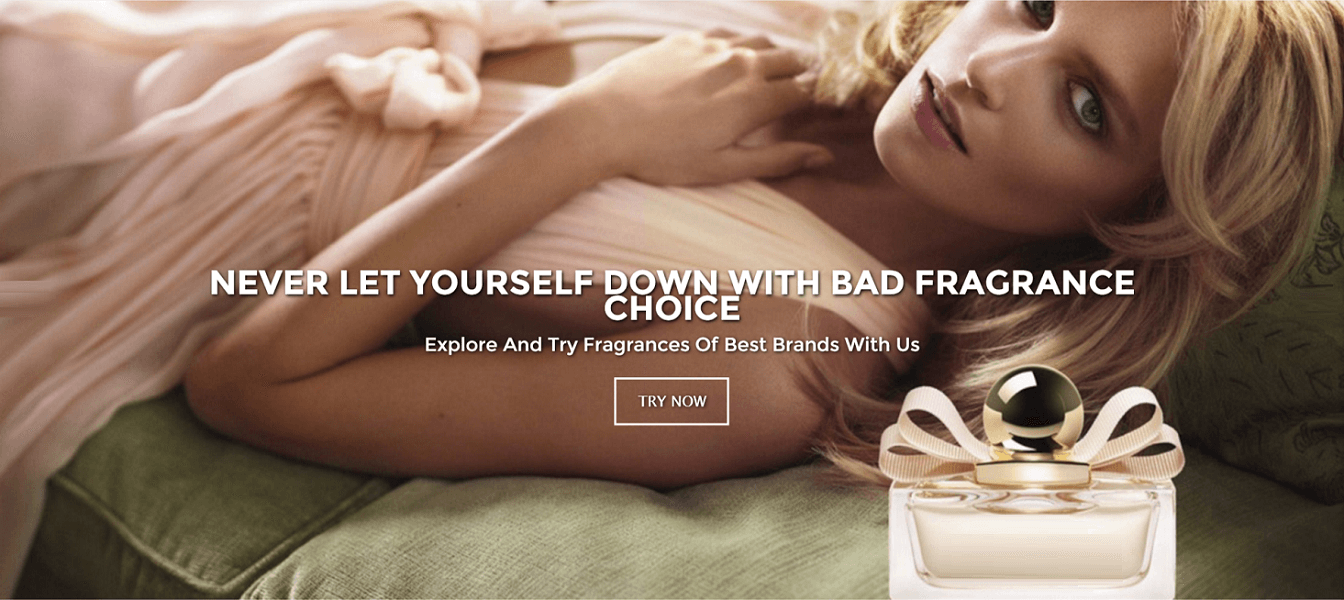 NEVER LET YOURSELF DOWN WITH BAD FRAGRANCE
CHOICE
Explore And Try Fragrances Of Best Brands With Us
TRY NOW